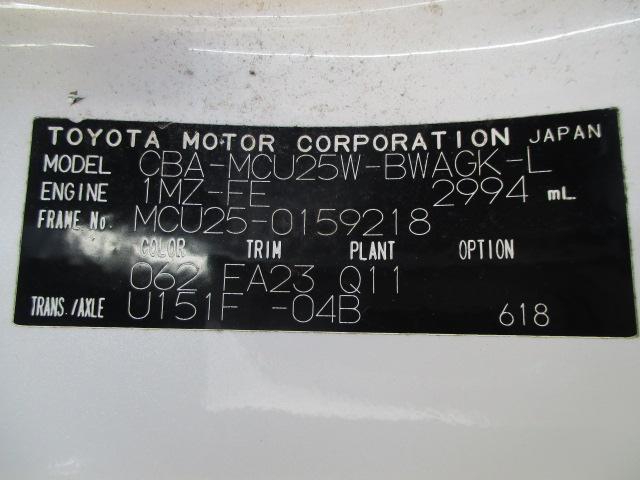 TOYOTA MOTOR CORPORATION JAPAN
MODEL CBA-MCU25W-BWAGK-L
ENGINE 1MZ-FE 2994 mL
FRAME No. MCU25-0159218
COLOR TRIM PLANT OPTION
062 FA23 Q11
TRANS./AXLE U151F -04B 618